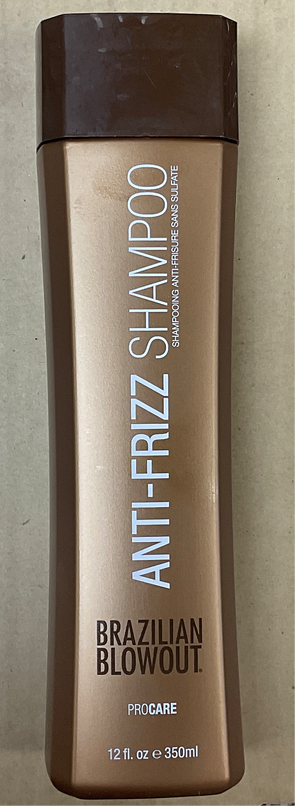 ANTI-FRIZZ SHAMPOO
SHAMPOOING ANTI-FRISURE SANS SULFATE
BRAZILIAN
BLOWOUT
PROCARE
12 fl. oz e 350ml